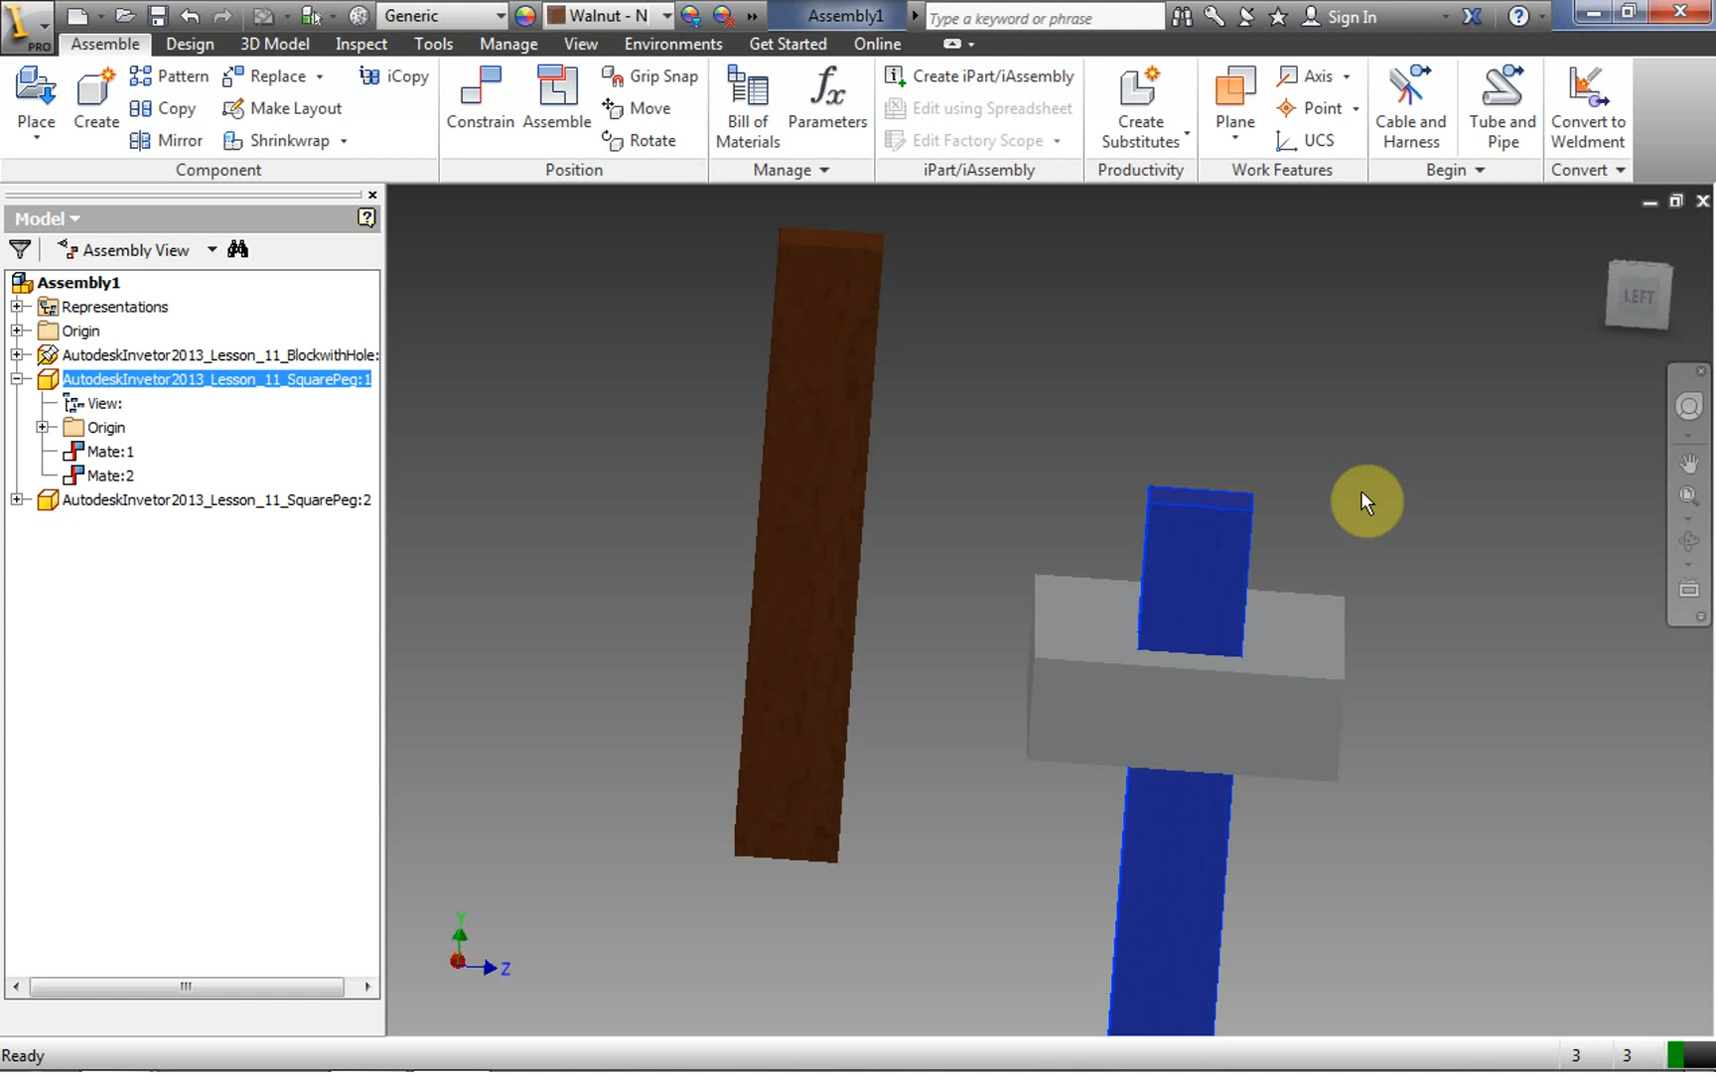 Generic
Walnut - N
Assembly1
Type a keyword or phrase
Sign In
PRO
Assemble
Design
3D Model
Inspect
Tools
Manage
View
Environments
Get Started
Online
Place
Create
Pattern
Copy
Mirror
Replace
Make Layout
Shrinkwrap
iCopy
Constrain
Assemble
Grip Snap
Move
Rotate
Bill of
Materials
fx
Parameters
Create iPart/iAssembly
Edit using Spreadsheet
Edit Factory Scope
Create
Substitutes
Plane
Axis
Point
UCS
Cable and
Harness
Tube and
Pipe
Convert to
Weldment
Component
Position
Manage
iPart/iAssembly
Productivity
Work Features
Begin
Convert
Model
Assembly View
Assembly1
Representations
Origin
AutodeskInvetor2013_Lesson_11_BlockwithHole:
AutodeskInvetor2013_Lesson_11_SquarePeg:1
View:
Origin
Mate:1
Mate:2
AutodeskInvetor2013_Lesson_11_SquarePeg:2
LEFT
Y
Z
Ready
3
3